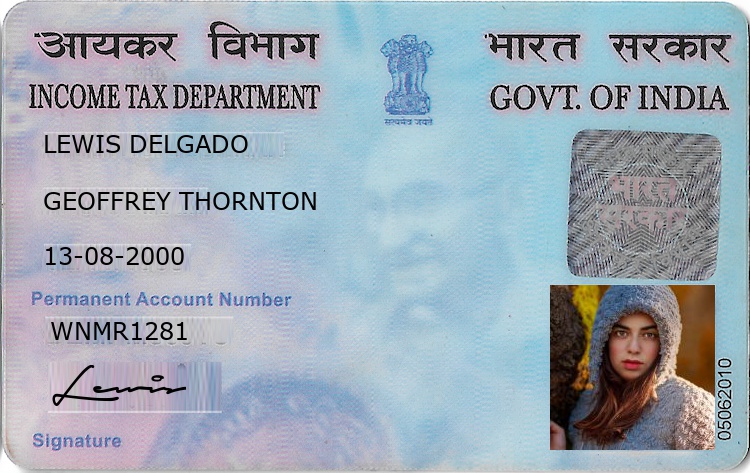 आयकर विभाग
भारत सरकार
INCOME TAX DEPARTMENT
GOVT. OF INDIA
सत्यमेव जयते
LEWIS DELGADO
GEOFFREY THORNTON
13-08-2000
भारत
सरकार
Permanent Account Number
WNMR1281
Lewis
Signature
05062010